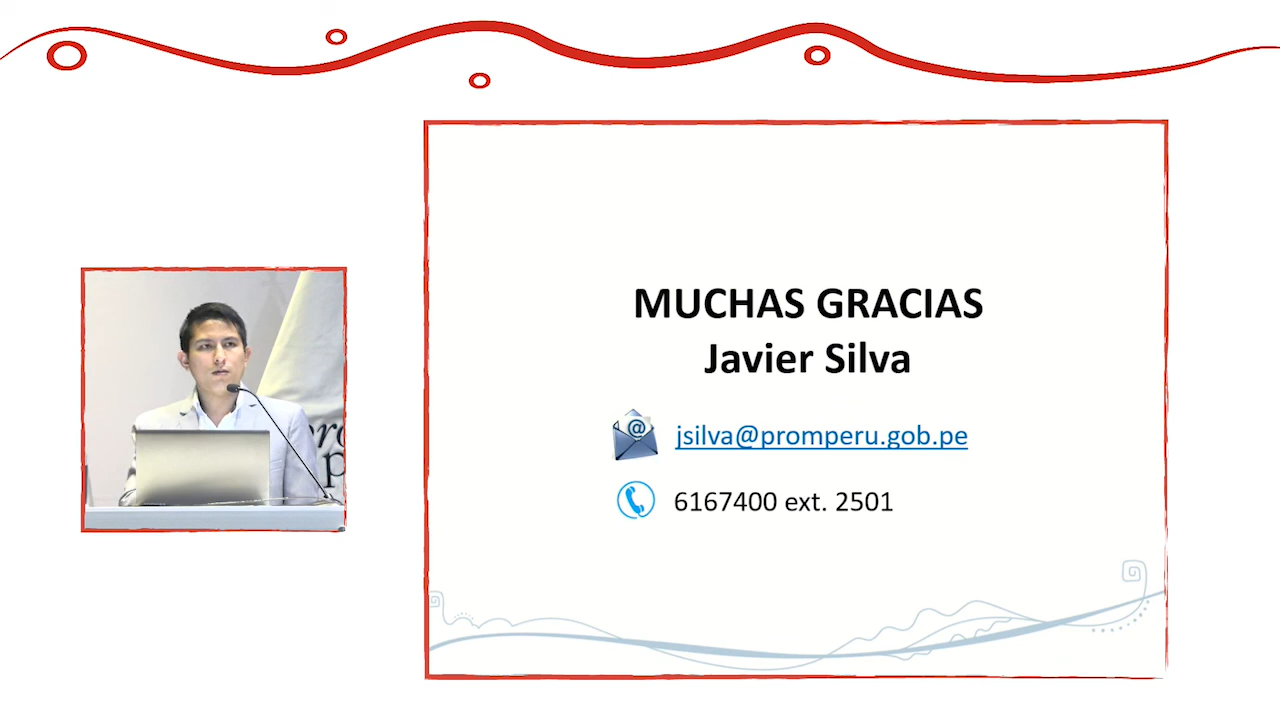 MUCHAS GRACIAS
Javier Silva
jsilva@promperu.gob.pe
6167400 ext. 2501